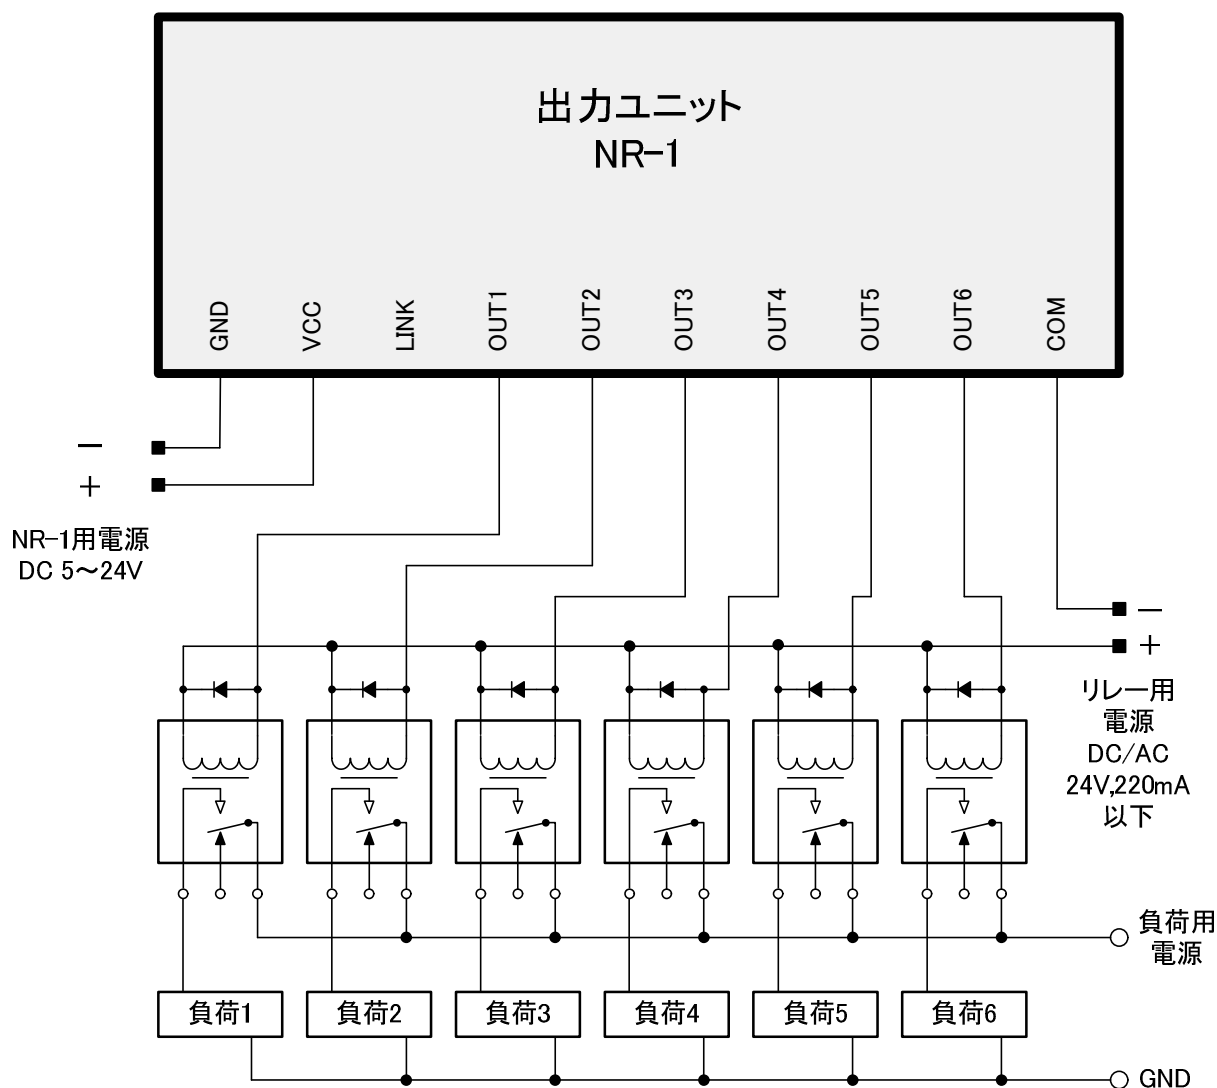 出力ユニット
NR-1
GND
VCC
LINK
OUT1
OUT2
OUT3
OUT4
OUT5
OUT6
COM
−
+
NR-1用電源
DC 5～24V
−
+
リレー用
電源
DC/AC
24V,220mA
以下
負荷用
電源
負荷1
負荷2
負荷3
負荷4
負荷5
負荷6
GND